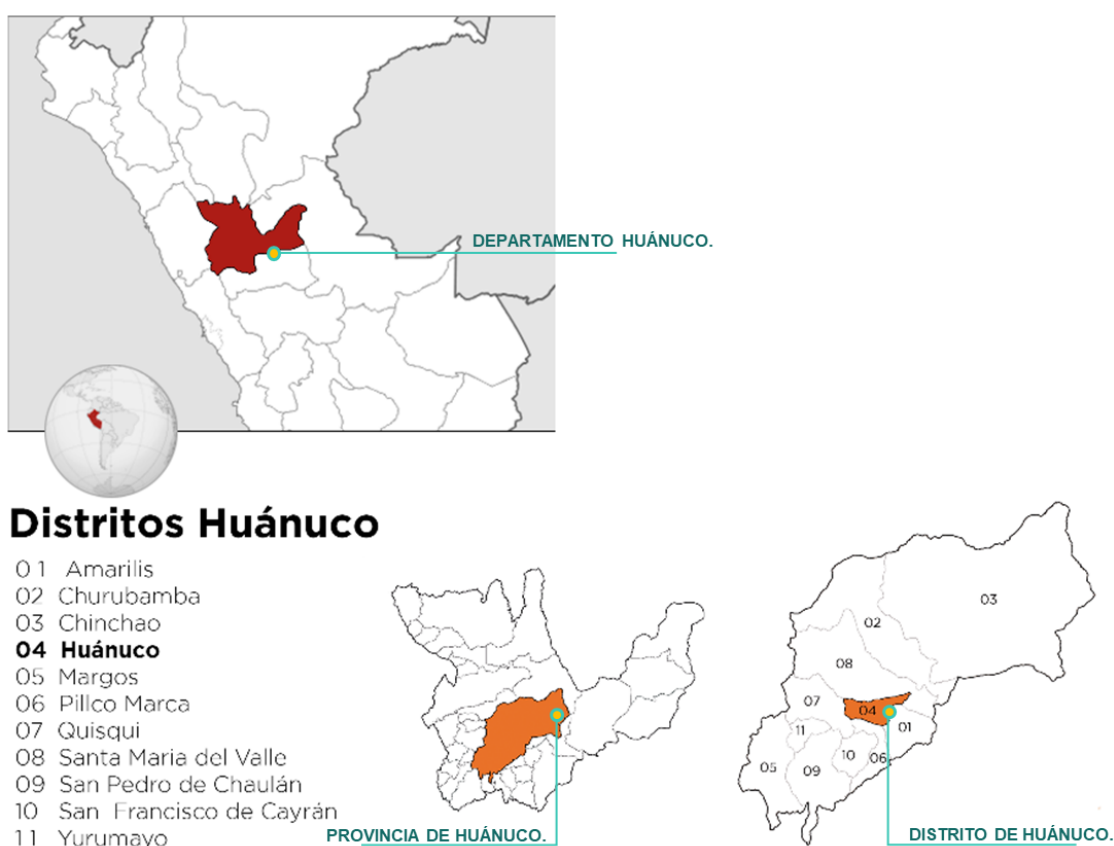 DEPARTAMENTO HUÁNUCO.
Distritos Huánuco
01 Amarilis
02 Churubamba
03 Chinchao
04 Huánuco
05 Margos
06 Pillco Marca
07 Quisqui
08 Santa Maria del Valle
09 San Pedro de Chaulán
10 San Francisco de Cayrán
11 Yurumayo
PROVINCIA DE HUÁNUCO.
03
02
08
07
04
01
11
10
06
05
09
DISTRITO DE HUÁNUCO.